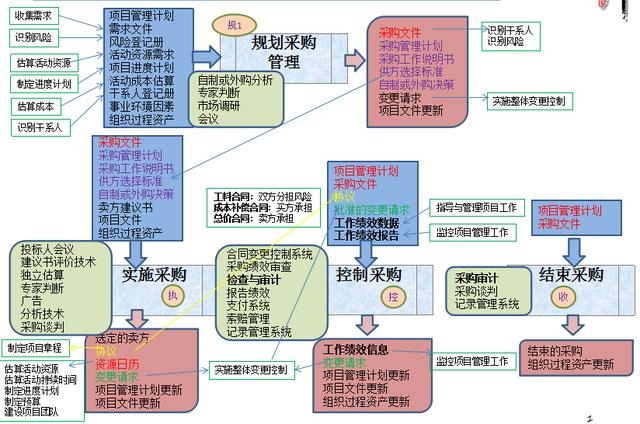 收集需求
识别风险
估算活动资源
制定进度计划
估算成本
识别干系人
项目管理计划
需求文件
风险登记册
活动资源需求
项目进度计划
活动成本估算
干系人登记册
事业环境因素
组织过程资产
规1
规划采购
管理
自制或外购分析
专家判断
市场调研
会议
采购文件
采购管理计划
采购工作说明书
供方选择标准
自制或外购决策
变更请求
项目文件更新
识别干系人
识别风险
实施整体变更控制
采购文件
采购管理计划
采购工作说明书
供方选择标准
自制或外购决策
卖方建议书
项目文件
组织过程资产
工料合同：双方分担风险
成本补偿合同：买方承担
总价合同：卖方承担
项目管理计划
采购文件
协议
批准的变更请求
工作绩效数据
工作绩效报告
指导与管理项目工作
监控项目管理工作
项目管理计划
采购文件
投标人会议
建议书评价技术
独立估算
专家判断
广告
分析技术
采购谈判
实施采购
执
合同变更控制系统
采购绩效审查
检查与审计
报告绩效
支付系统
索赔管理
记录管理系统
控制采购
控
采购审计
采购谈判
记录管理系统
结束采购
收
制定项目章程
估算活动资源
估算活动持续时间
制定进度计划
制定预算
建设项目团队
选定的卖方
协议
资源日历
变更请求
项目管理计划更新
项目文件更新
实施整体变更控制
工作绩效信息
变更请求
项目管理计划更新
项目文件更新
组织过程资产更新
监控项目管理工作
结束的采购
组织过程资产更新